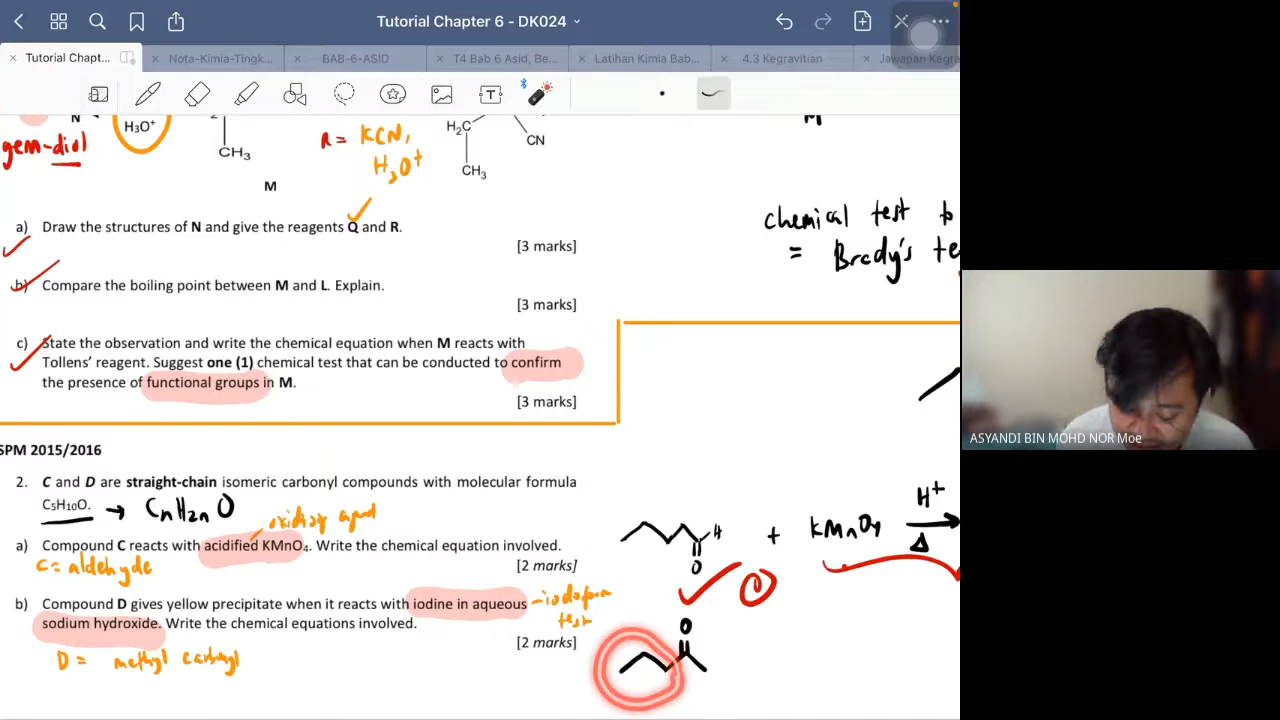 Tutorial Chapter 6 - DK024
Tutorial Chapt...
Nota-Kimia-Tingk...
BAB-6-ASID
T4 Bab 6 Asid, Be...
Latihan Kimia Bab...
4.3 Kegravitian
Jawapan Kegra
N
H3O⁺
gem-diol
2
CH3
M
R = KCN,
H3O⁺
H2C
CN
CH3
M
a) Draw the structures of N and give the reagents Q and R.
[3 marks]
b) Compare the boiling point between M and L. Explain.
[3 marks]
c) State the observation and write the chemical equation when M reacts with
Tollens' reagent. Suggest one (1) chemical test that can be conducted to confirm
the presence of functional groups in M.
[3 marks]
chemical test to
= Brady's te
SPM 2015/2016
2. C and D are straight-chain isomeric carbonyl compounds with molecular formula
C5H10O. → CnH2nO
oxidising agent
a) Compound C reacts with acidified KMnO4. Write the chemical equation involved.
[2 marks]
C = aldehyde
b) Compound D gives yellow precipitate when it reacts with iodine in aqueous
sodium hydroxide. Write the chemical equations involved.
[2 marks]
- iodoform
test
D = methyl carbonyl
H
O
+ KMnO4
H⁺
Δ
1
O
ASYANDI BIN MOHD NOR Moe